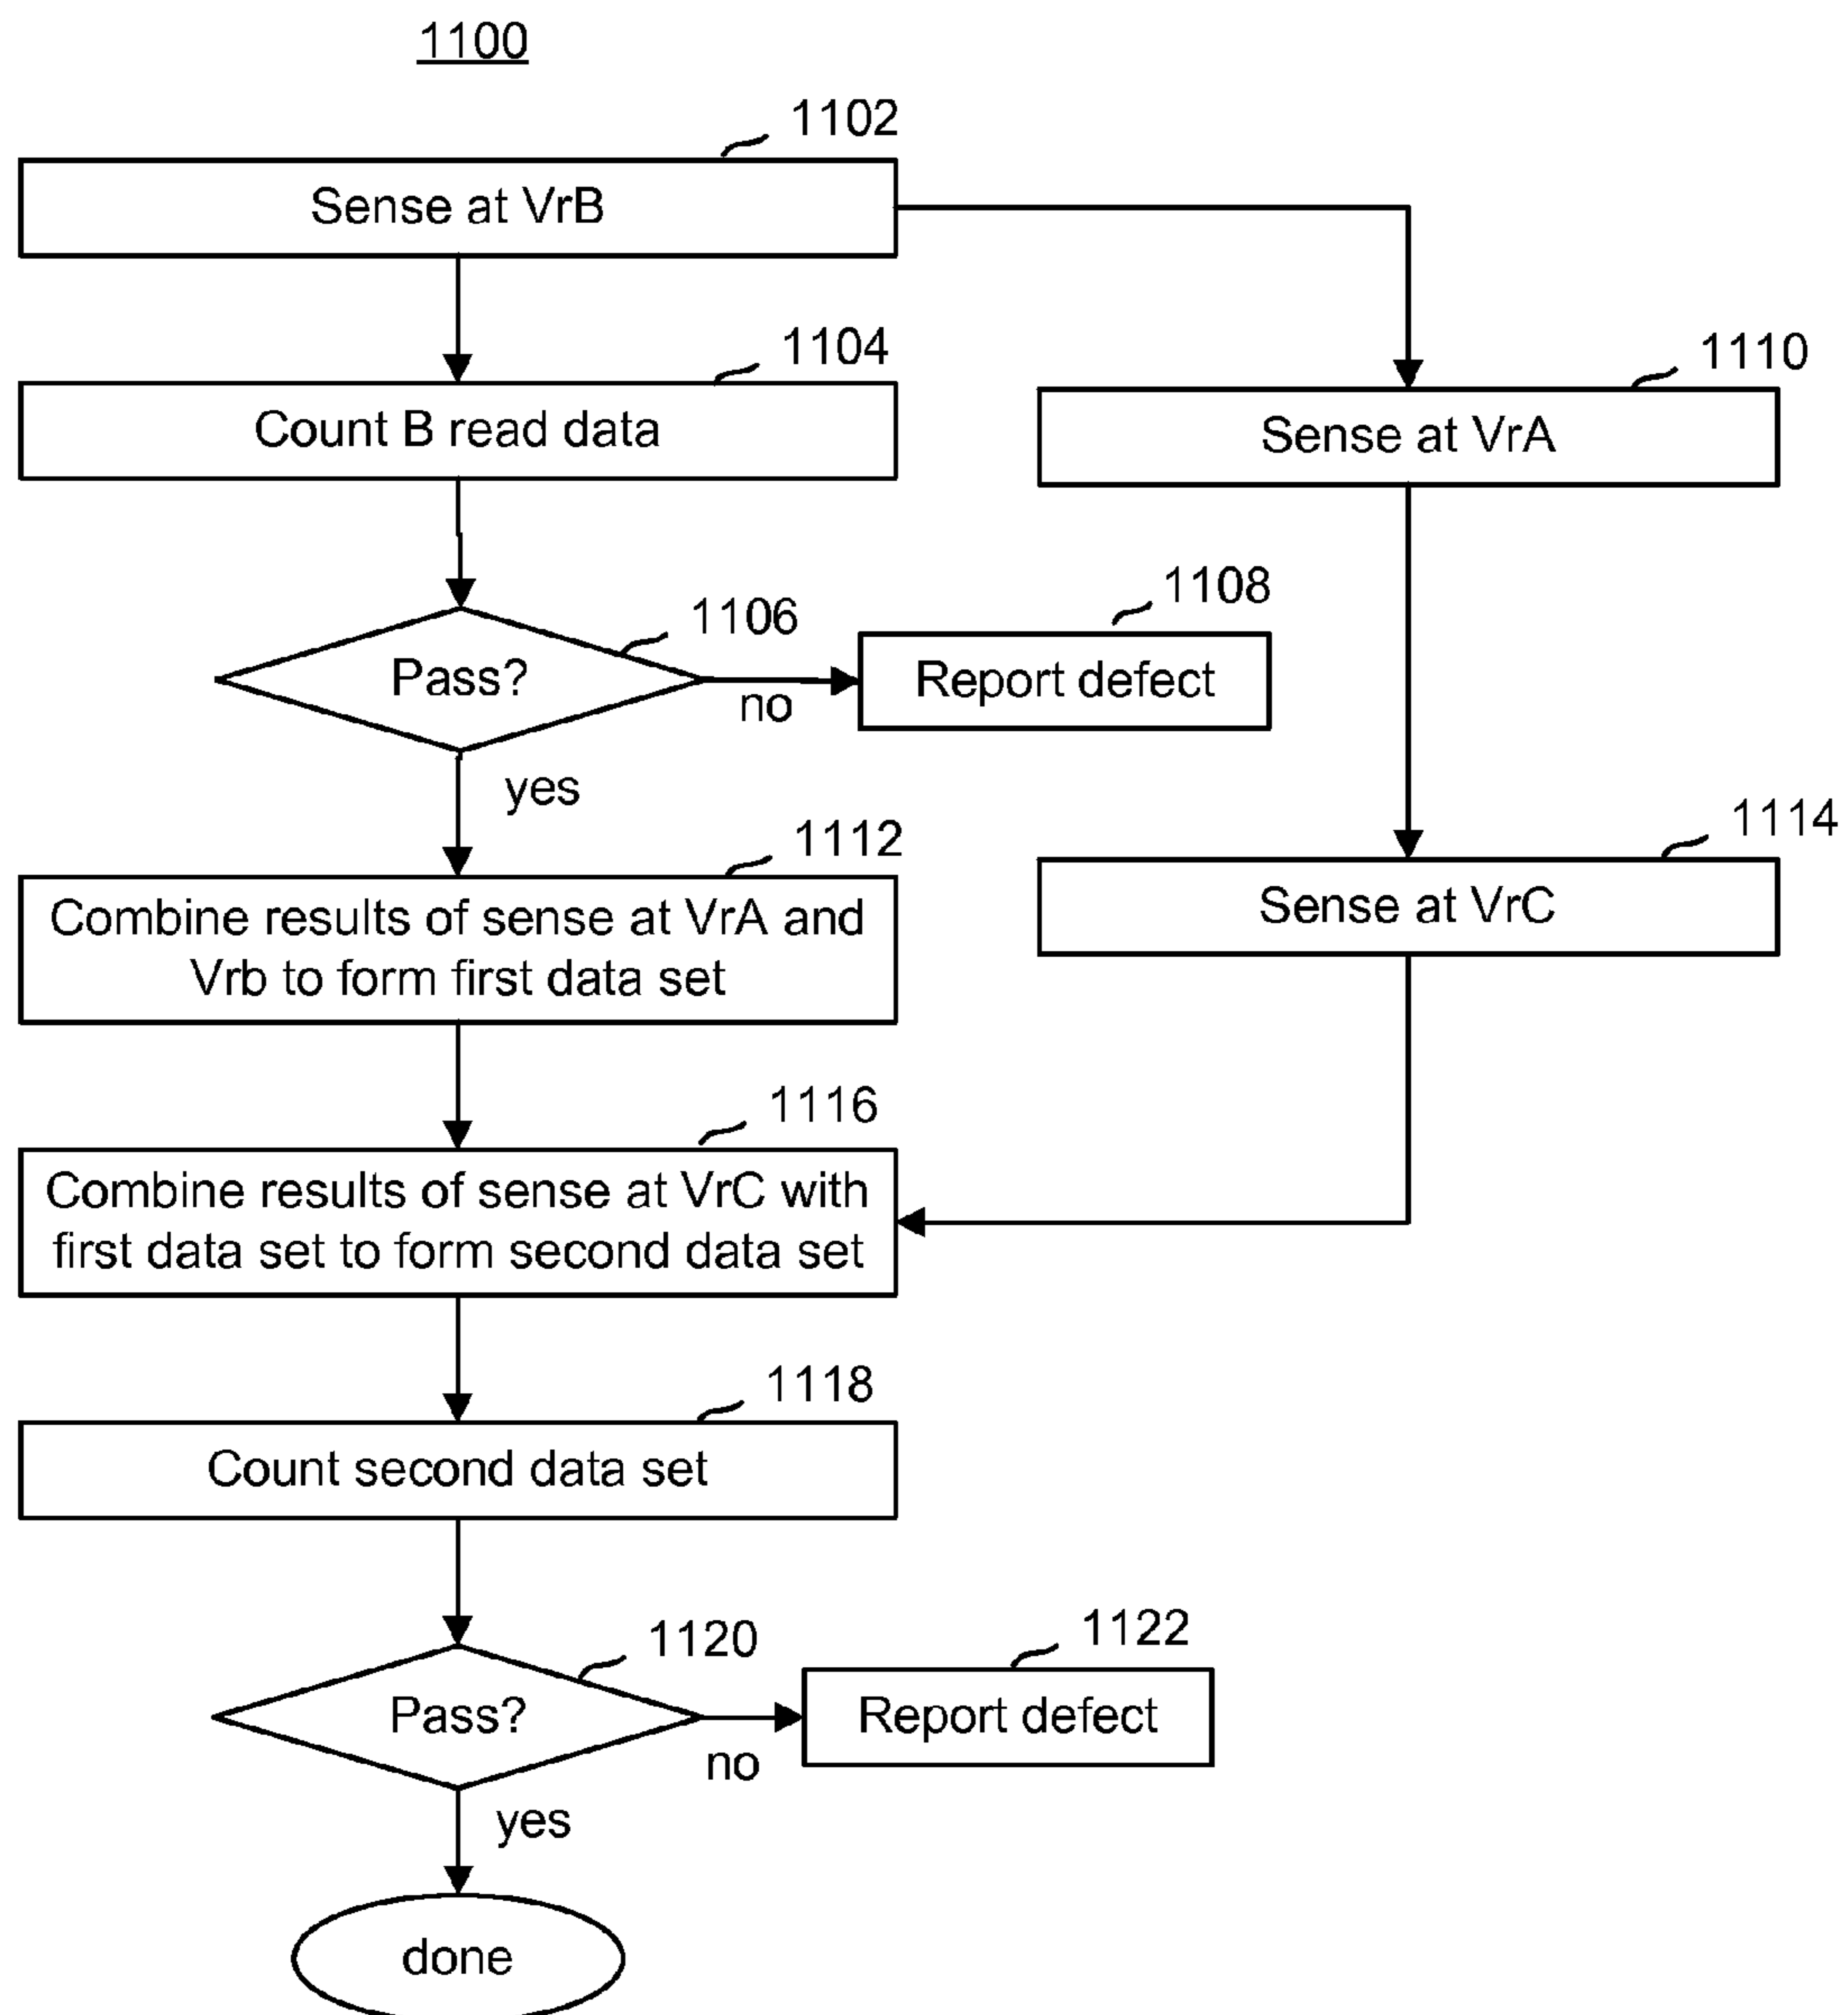 1100
1102
Sense at VrB
1104
Count B read data
1110
Sense at VrA
1106
Pass?
no
1108
Report defect
yes
1112
Combine results of sense at VrA and
Vrb to form first data set
1114
Sense at VrC
1116
Combine results of sense at VrC with
first data set to form second data set
1118
Count second data set
1120
Pass?
no
1122
Report defect
yes
done